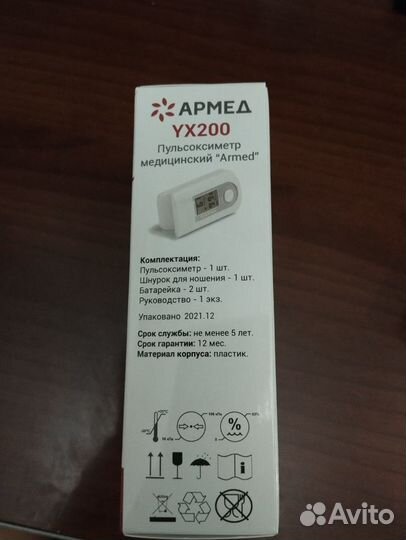 АРМЕД
YX200
Пульсоксиметр
медицинский "Armed"
Комплектация:
Пульсоксиметр - 1 шт.
Шнурок для ношения - 1 шт.
Батарейка - 2 шт.
Руководство - 1 экз.
Упаковано 2021.12
Срок службы: не менее 5 лет.
Срок гарантии: 12 мес.
Материал корпуса: пластик.
%
Avito